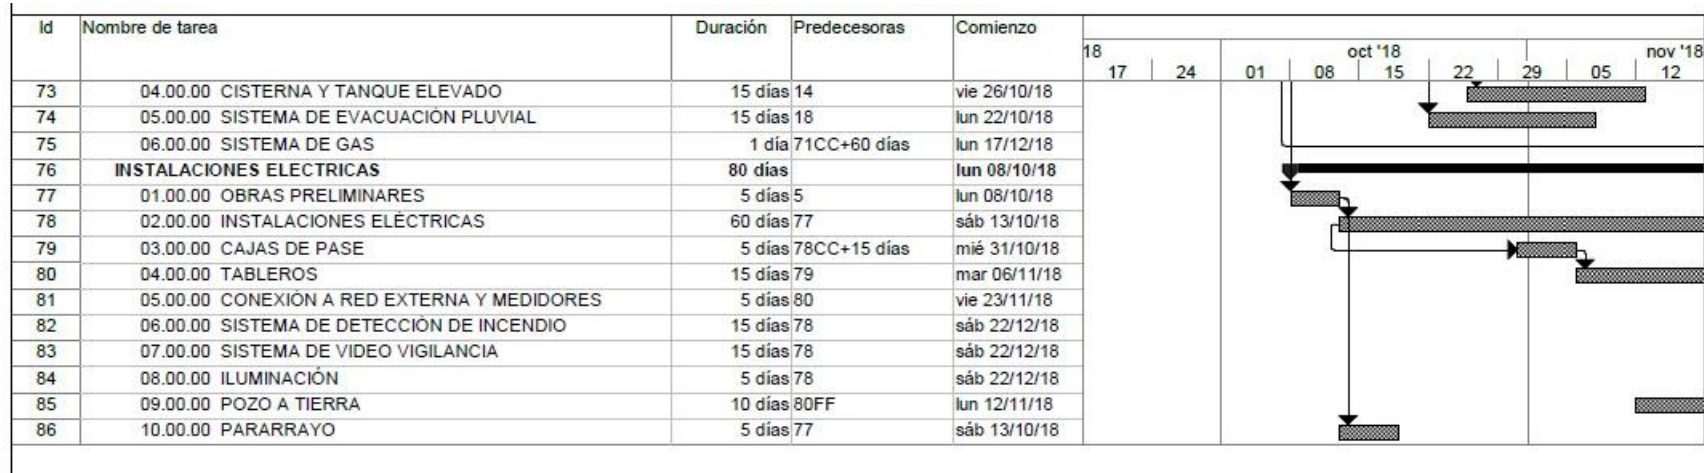 Id Nombre de tarea Duración Predecesoras Comienzo
18 oct '18 nov '18
17 24 01 08 15 22 29 05 12
73 04.00.00 CISTERNA Y TANQUE ELEVADO 15 días 14 vie 26/10/18
74 05.00.00 SISTEMA DE EVACUACIÓN PLUVIAL 15 días 18 lun 22/10/18
75 06.00.00 SISTEMA DE GAS 1 día 71CC+60 días lun 17/12/18
76 INSTALACIONES ELECTRICAS 80 días lun 08/10/18
77 01.00.00 OBRAS PRELIMINARES 5 días 5 lun 08/10/18
78 02.00.00 INSTALACIONES ELÉCTRICAS 60 días 77 sáb 13/10/18
79 03.00.00 CAJAS DE PASE 5 días 78CC+15 días mié 31/10/18
80 04.00.00 TABLEROS 15 días 79 mar 06/11/18
81 05.00.00 CONEXIÓN A RED EXTERNA Y MEDIDORES 5 días 80 vie 23/11/18
82 06.00.00 SISTEMA DE DETECCIÓN DE INCENDIO 15 días 78 sáb 22/12/18
83 07.00.00 SISTEMA DE VIDEO VIGILANCIA 15 días 78 sáb 22/12/18
84 08.00.00 ILUMINACIÓN 5 días 78 sáb 22/12/18
85 09.00.00 POZO A TIERRA 10 días 80FF lun 12/11/18
86 10.00.00 PARARRAYO 5 días 77 sáb 13/10/18